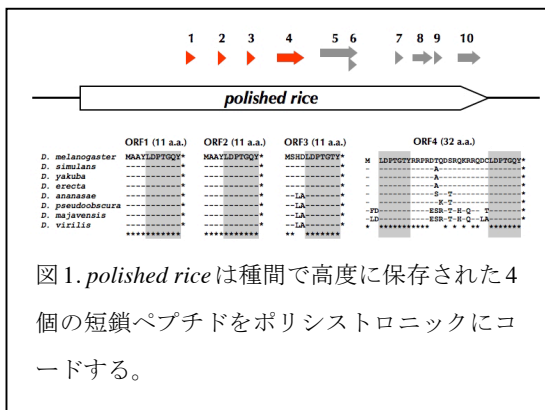 1 2 3 4 5 6 7 8 9 10
polished rice
ORF1 (11 a.a.) ORF2 (11 a.a.) ORF3 (11 a.a.) ORF4 (32 a.a.)
D. melanogaster MAAYLDPTGQY* MAAYLDPTGQY* MSHDLDPTGTY* M LDPTGTYRRPRDTQDSRQKRRQDCLDPTGQY*
D. simulans
D. yakuba
D. erecta
D. ananasae
D. pseudoobscura
D. majavensis
D. virilis
図1. polished riceは種間で高度に保存された4
個の短鎖ペプチドをポリシストロニックにコ
ードする。